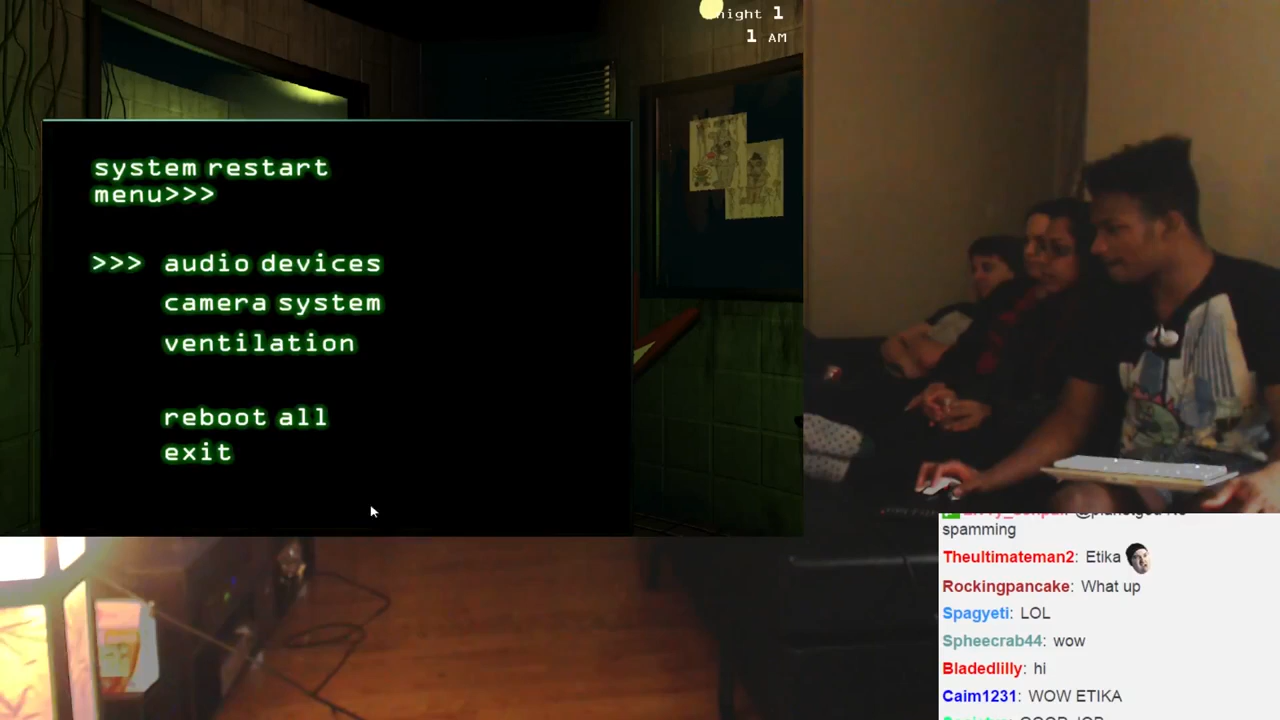 night 1
1 AM
system restart
menu>>>
>>> audio devices
camera system
ventilation
reboot all
exit
spamming
Theultimateman2: Etika
Rockingpancake: What up
Spagyeti: LOL
Spheecrab44: wow
Bladedlilly: hi
Caim1231: WOW ETIKA